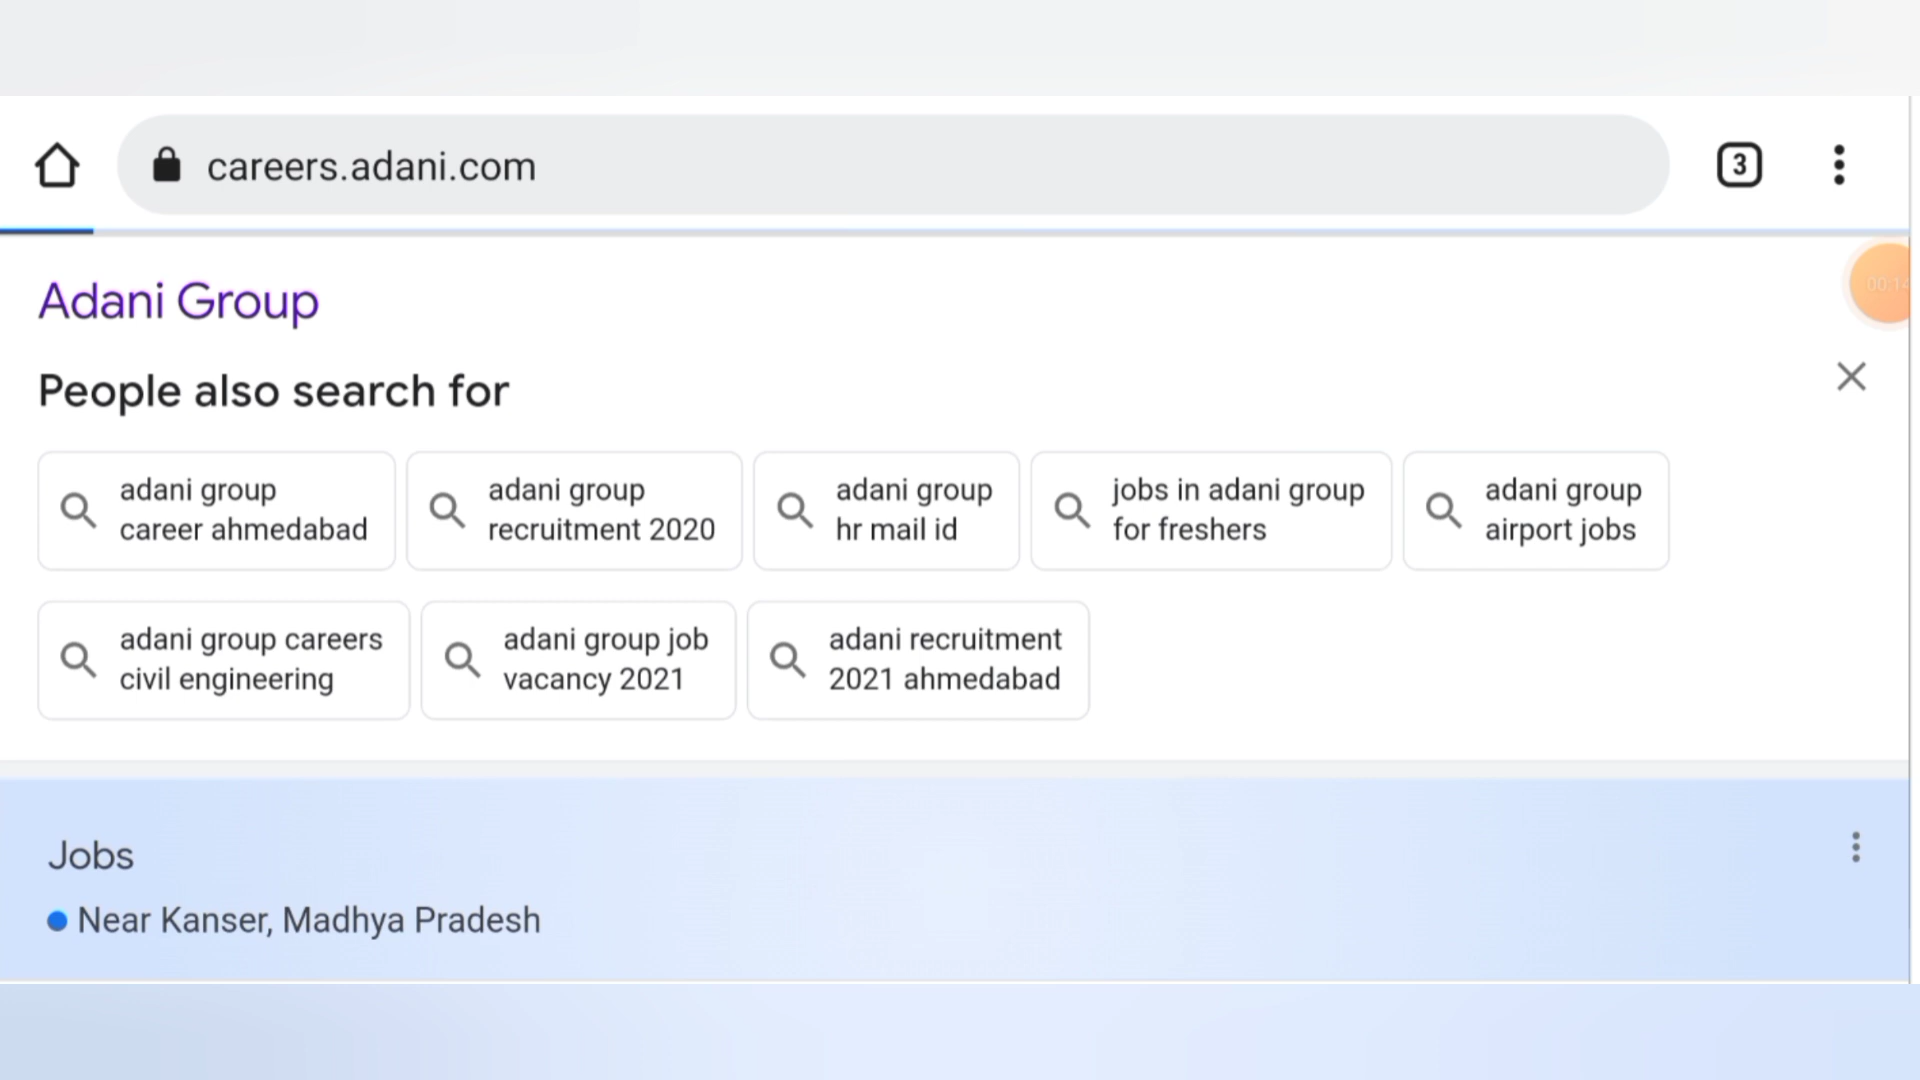 careers.adani.com
3
Adani Group
00:14
People also search for
adani group
career ahmedabad
adani group
recruitment 2020
adani group
hr mail id
jobs in adani group
for freshers
adani group
airport jobs
adani group careers
civil engineering
adani group job
vacancy 2021
adani recruitment
2021 ahmedabad
Jobs
Near Kanser, Madhya Pradesh